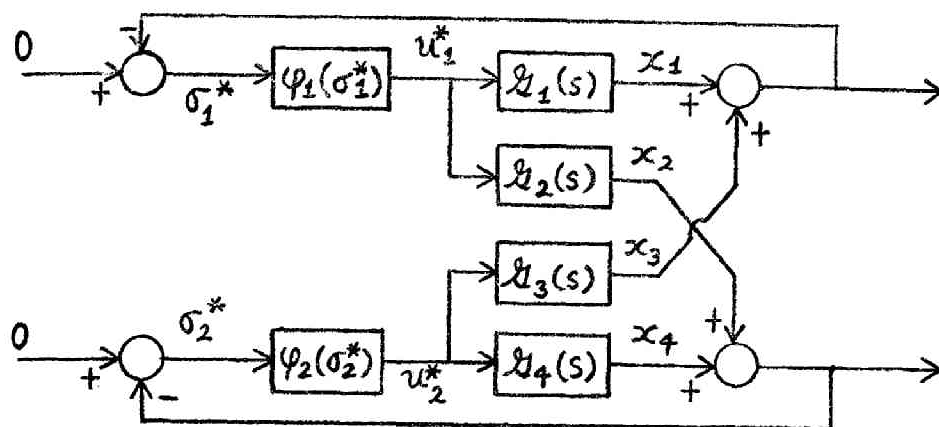 0 + − σ₁* φ₁(σ₁*) u₁* 𝒢₁(s) x₁ + +
𝒢₂(s) x₂
𝒢₃(s) x₃
0 + − σ₂* φ₂(σ₂*) u₂* 𝒢₄(s) x₄ + +